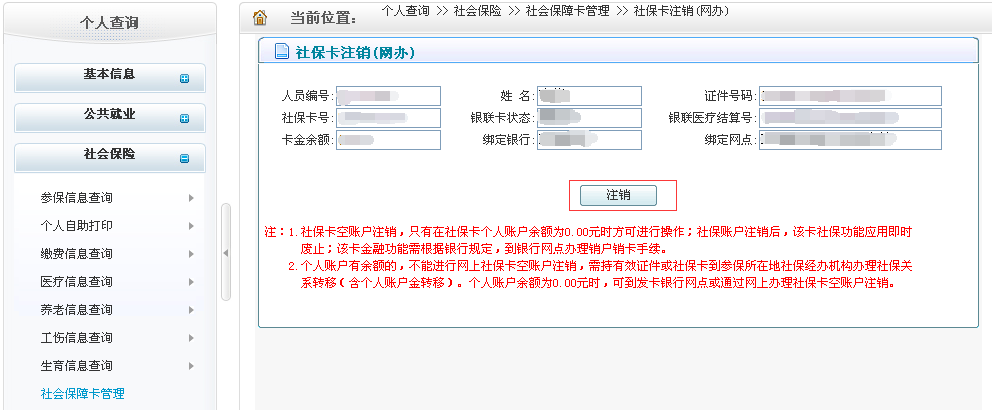 个人查询
基本信息
公共就业
社会保险
参保信息查询
个人自助打印
缴费信息查询
医疗信息查询
养老信息查询
工伤信息查询
生育信息查询
社会保障卡管理
当前位置： 个人查询 >> 社会保险 >> 社会保障卡管理 >> 社保卡注销(网办)
社保卡注销(网办)
人员编号: 姓 名: 证件号码:
社保卡号: 银联卡状态: 银联医疗结算号:
卡金余额: 绑定银行: 绑定网点:
注销
注：1. 社保卡空账户注销，只有在社保卡个人账户余额为0.00元时方可进行操作；社保账户注销后，该卡社保功能应用即时
废止；该卡金融功能需根据银行规定，到银行网点办理销户销卡手续。
2. 个人账户有余额的，不能进行网上社保卡空账户注销，需持有效证件或社保卡到参保所在地社保经办机构办理社保关
系转移（含个人账户金转移）。个人账户余额为0.00元时，可到发卡银行网点或通过网上办理社保卡空账户注销。